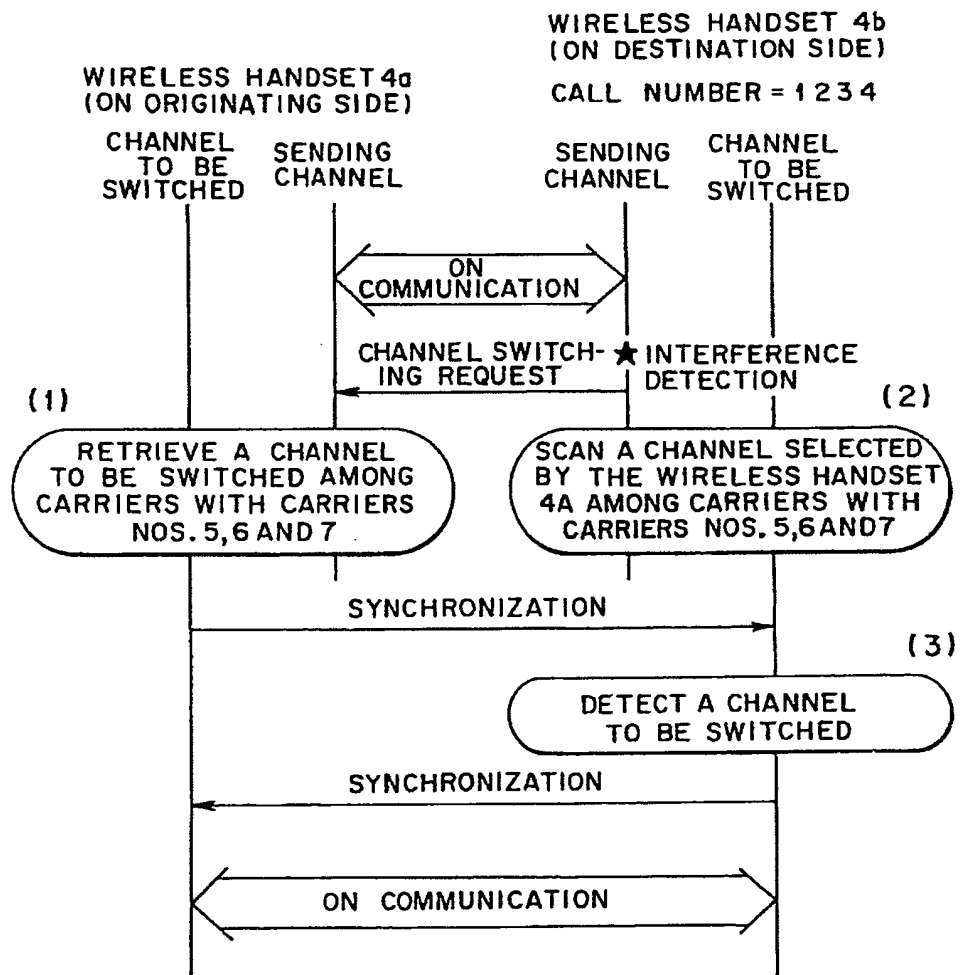 WIRELESS HANDSET 4b
(ON DESTINATION SIDE)
WIRELESS HANDSET 4a
(ON ORIGINATING SIDE)
CALL NUMBER = 1234
CHANNEL
TO BE
SWITCHED
SENDING
CHANNEL
SENDING
CHANNEL
CHANNEL
TO BE
SWITCHED
ON
COMMUNICATION
CHANNEL SWITCH-
ING REQUEST
★ INTERFERENCE
DETECTION
(1)
RETRIEVE A CHANNEL
TO BE SWITCHED AMONG
CARRIERS WITH CARRIERS
NOS. 5, 6 AND 7
(2)
SCAN A CHANNEL SELECTED
BY THE WIRELESS HANDSET
4A AMONG CARRIERS WITH
CARRIERS NOS. 5, 6 AND 7
SYNCHRONIZATION
(3)
DETECT A CHANNEL
TO BE SWITCHED
SYNCHRONIZATION
ON COMMUNICATION